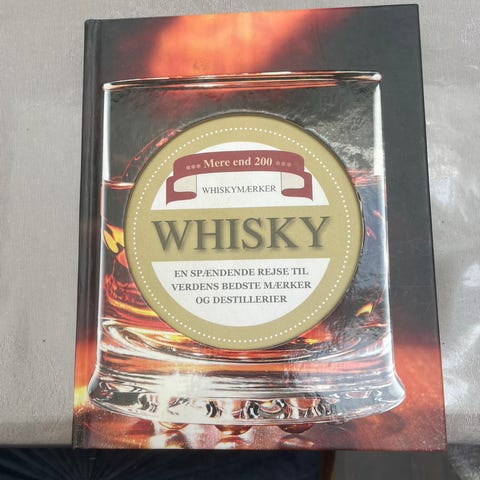 *** Mere end 200 ***
WHISKYMÆRKER
WHISKY
EN SPÆNDENDE REJSE TIL
VERDENS BEDSTE MÆRKER
OG DESTILLERIER